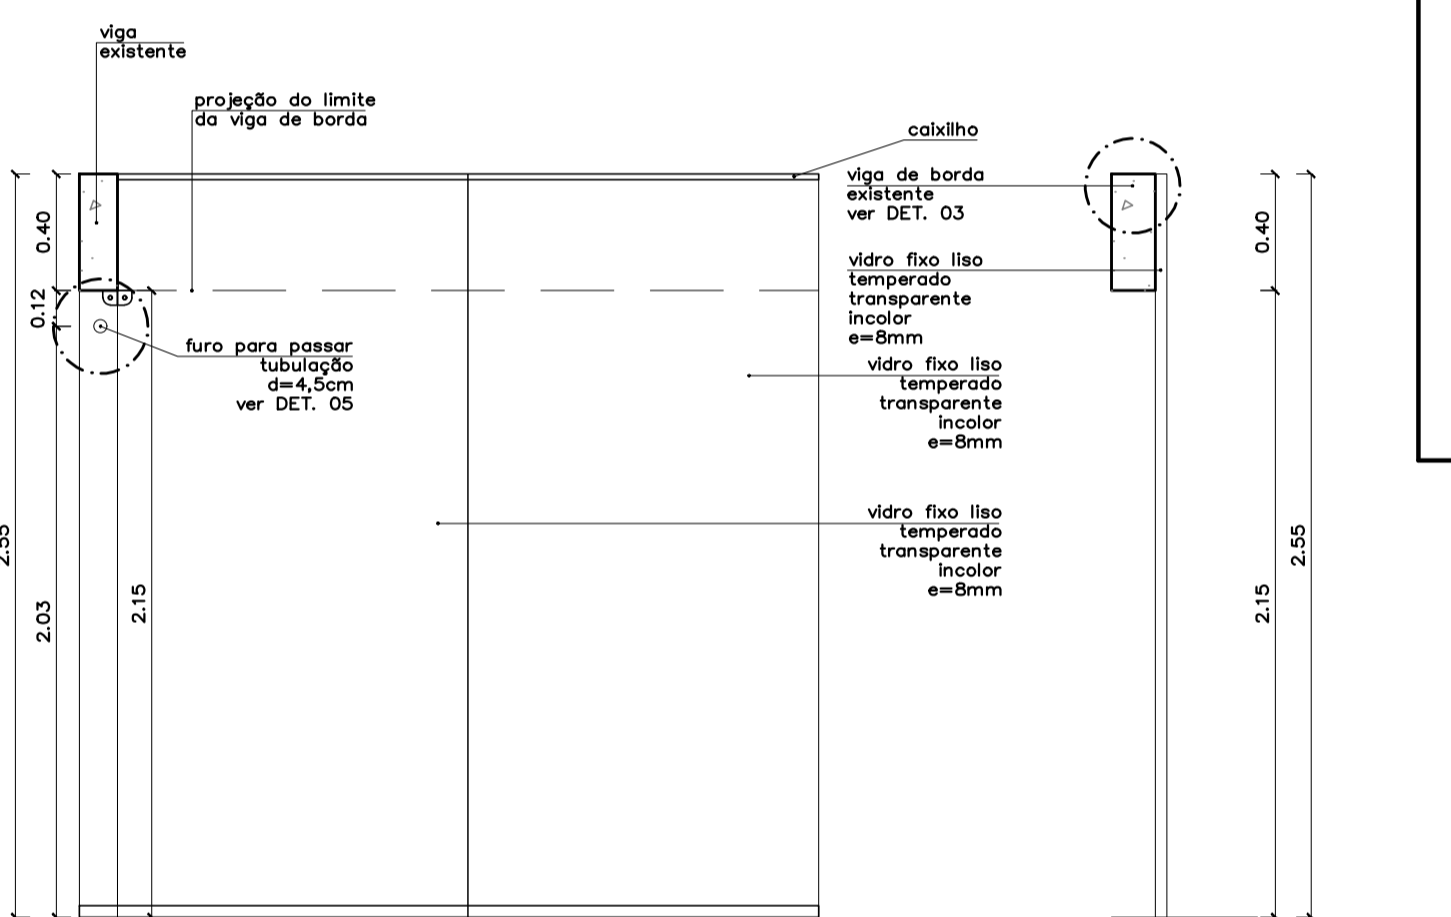 viga
existente
projeção do limite
da viga de borda
caixilho
viga de borda
existente
ver DET. 03
vidro fixo liso
temperado
transparente
incolor
e=8mm
furo para passar
tubulação
d=4,5cm
ver DET. 05
vidro fixo liso
temperado
transparente
incolor
e=8mm
vidro fixo liso
temperado
transparente
incolor
e=8mm
0.40
0.12
2.55
2.03
2.15
0.40
2.55
2.15